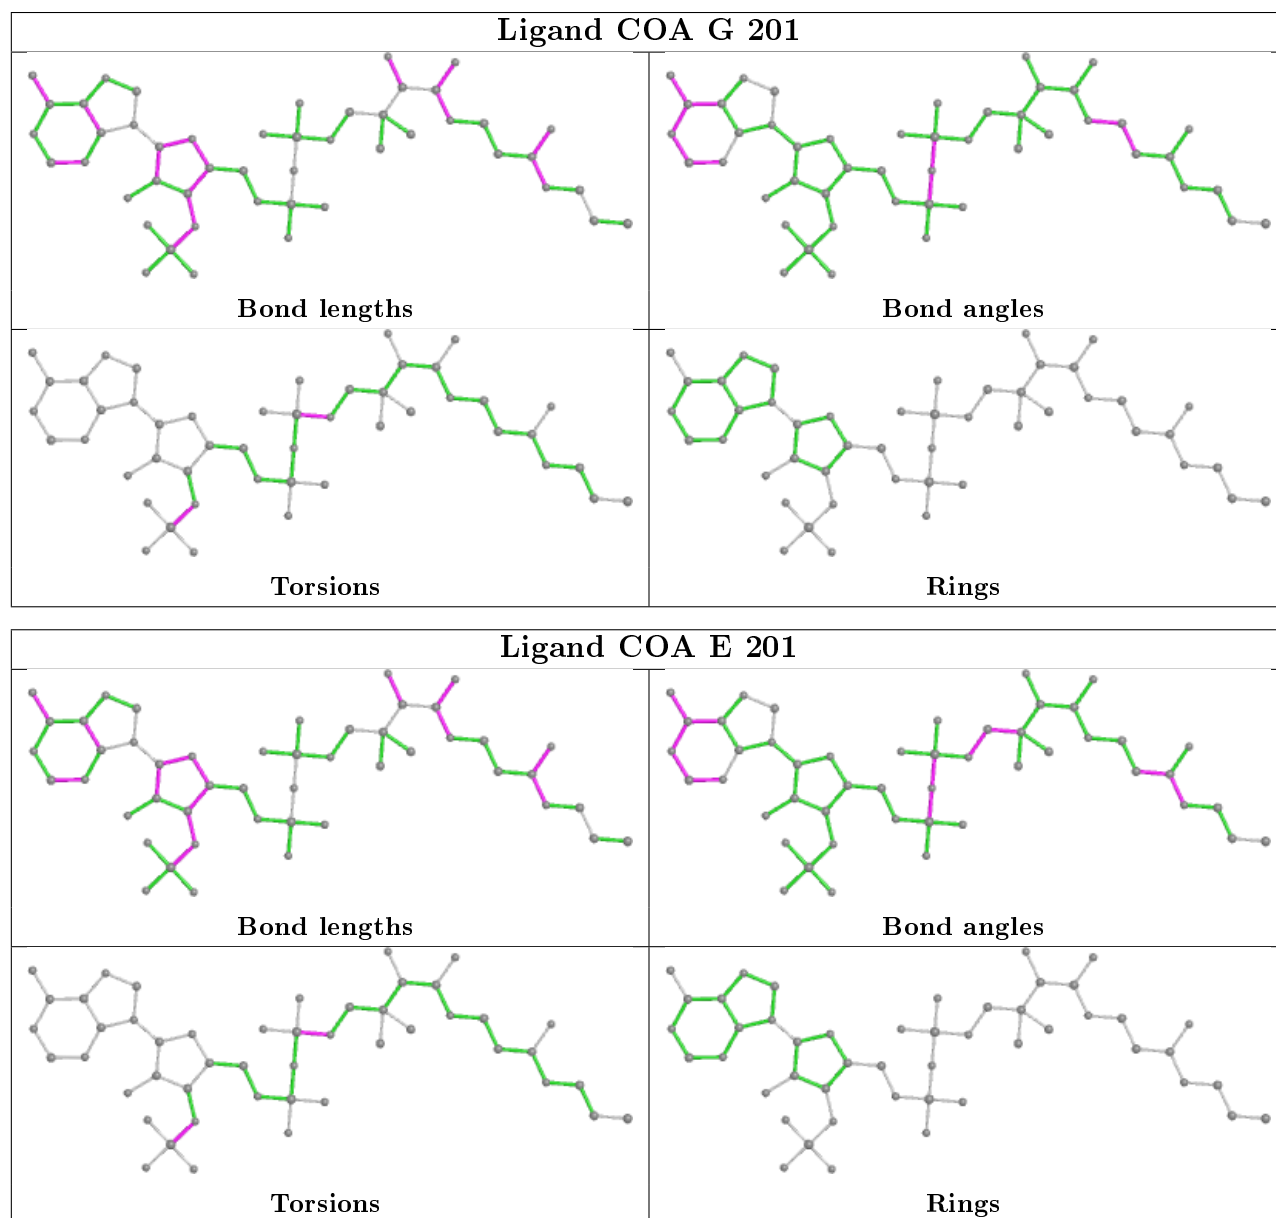 Ligand COA G 201
Bond lengths
Bond angles
Torsions
Rings
Ligand COA E 201
Bond lengths
Bond angles
Torsions
Rings